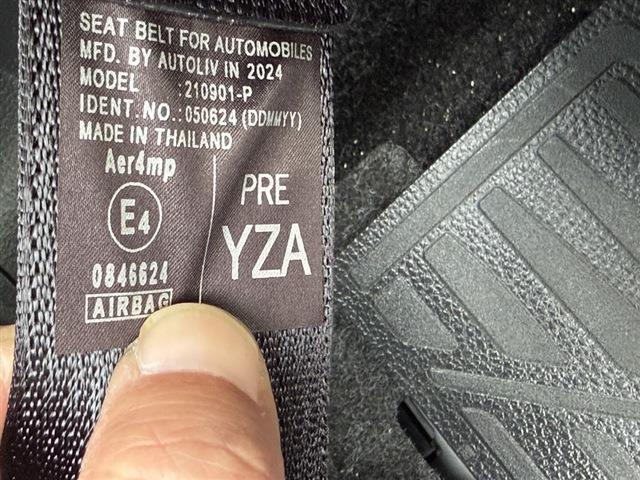 SEAT BELT FOR AUTOMOBILES
MFD. BY AUTOLIV IN 2024
MODEL :210901-P
IDENT.NO.:050624(DDMMYY)
MADE IN THAILAND
Aer4mp
E4
0846624
AIRBAG
PRE
YZA